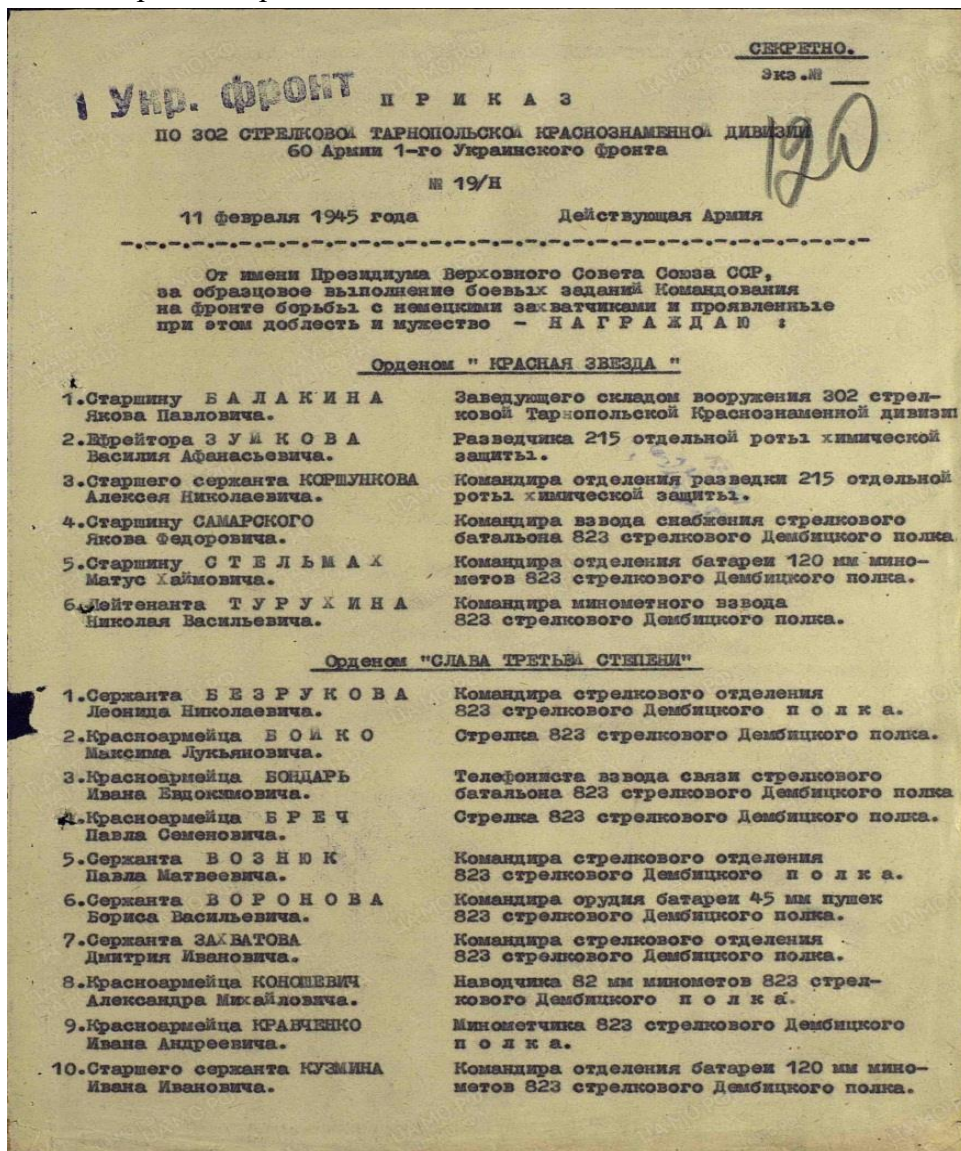 СЕКРЕТНО.
Экз.№ ___
1 Укр. фронт
П Р И К А З
120
ПО 302 СТРЕЛКОВОЙ ТАРНОПОЛЬСКОЙ КРАСНОЗНАМЕННОЙ ДИВИЗИИ
60 Армии 1-го Украинского Фронта
№ 19/Н
11 февраля 1945 года Действующая Армия
От имени Президиума Верховного Совета Союза ССР,
за образцовое выполнение боевых заданий Командования
на фронте борьбы с немецкими захватчиками и проявленные
при этом доблесть и мужество – Н А Г Р А Ж Д А Ю :
Орденом " КРАСНАЯ ЗВЕЗДА "
1.Старшину Б А Л А К И Н А Заведующего складом вооружения 302 стрел-
Якова Павловича. ковой Тарнопольской Краснознаменной дивизии
2.Ефрейтора З У Й К О В А Разведчика 215 отдельной роты химической
Василия Афанасьевича. защиты.
3.Старшего сержанта КОРШУНКОВА Командира отделения разведки 215 отдельной
Алексея Николаевича. роты химической защиты.
4.Старшину САМАРСКОГО Командира взвода снабжения стрелкового
Якова Федоровича. батальона 823 стрелкового Дембицкого полка
5.Старшину С Т Е Л Ь М А Х Командира отделения батареи 120 мм мино-
Матус Хаймовича. метов 823 стрелкового Дембицкого полка.
6.Лейтенанта Т У Р У Х И Н А Командира минометного взвода
Николая Васильевича. 823 стрелкового Дембицкого полка.
Орденом "СЛАВА ТРЕТЬЕЙ СТЕПЕНИ"
1.Сержанта Б Е З Р У К О В А Командира стрелкового отделения
Леонида Николаевича. 823 стрелкового Дембицкого п о л к а.
2.Красноармейца Б О Й К О Стрелка 823 стрелкового Дембицкого полка.
Максима Лукьяновича.
3.Красноармейца БОНДАРЬ Телефониста взвода связи стрелкового
Ивана Евдокимовича. батальона 823 стрелкового Дембицкого полка
4.Красноармейца Б Р Е Ч Стрелка 823 стрелкового Дембицкого полка.
Павла Семеновича.
5.Сержанта В О З Н Ю К Командира стрелкового отделения
Павла Матвеевича. 823 стрелкового Дембицкого п о л к а.
6.Сержанта В О Р О Н О В А Командира орудия батареи 45 мм пушек
Бориса Васильевича. 823 стрелкового Дембицкого полка.
7.Сержанта ЗАХВАТОВА Командира стрелкового отделения
Дмитрия Ивановича. 823 стрелкового Дембицкого полка.
8.Красноармейца КОНОШЕВИЧ Наводчика 82 мм минометов 823 стрел-
Александра Михайловича. кового Дембицкого п о л к а.
9.Красноармейца КРАВЧЕНКО Минометчика 823 стрелкового Дембицкого
Ивана Андреевича. п о л к а.
10.Старшего сержанта КУЗМИНА Командира отделения батареи 120 мм мино-
Ивана Ивановича. метов 823 стрелкового Дембицкого полка.